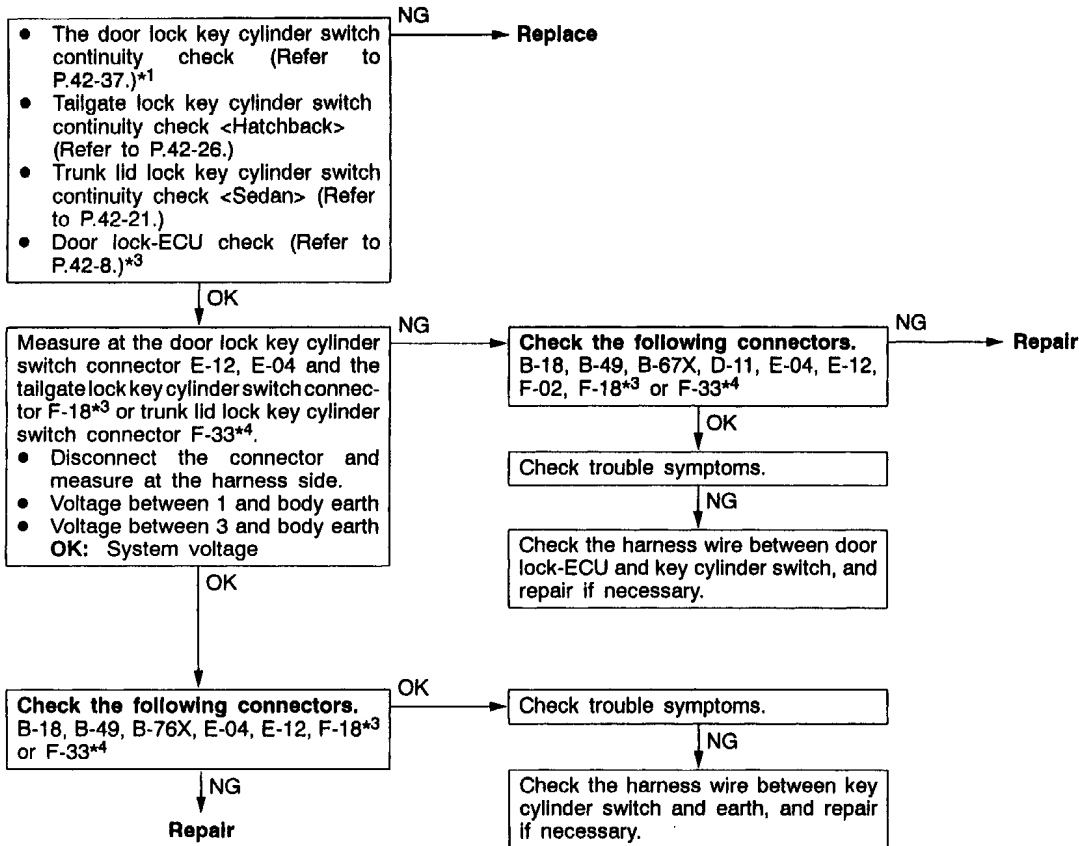 • The door lock key cylinder switch
continuity check (Refer to
P.42-37.)*1
• Tailgate lock key cylinder switch
continuity check <Hatchback>
(Refer to P.42-26.)
• Trunk lid lock key cylinder switch
continuity check <Sedan> (Refer
to P.42-21.)
• Door lock-ECU check (Refer to
P.42-8.)*3
NG
Replace
OK
Measure at the door lock key cylinder
switch connector E-12, E-04 and the
tailgate lock key cylinder switch connec-
tor F-18*3 or trunk lid lock key cylinder
switch connector F-33*4.
• Disconnect the connector and
measure at the harness side.
• Voltage between 1 and body earth
• Voltage between 3 and body earth
OK: System voltage
NG
Check the following connectors.
B-18, B-49, B-67X, D-11, E-04, E-12,
F-02, F-18*3 or F-33*4
NG
Repair
OK
Check trouble symptoms.
NG
Check the harness wire between door
lock-ECU and key cylinder switch, and
repair if necessary.
OK
Check the following connectors.
B-18, B-49, B-76X, E-04, E-12, F-18*3
or F-33*4
OK
Check trouble symptoms.
NG
Check the harness wire between key
cylinder switch and earth, and repair
if necessary.
NG
Repair